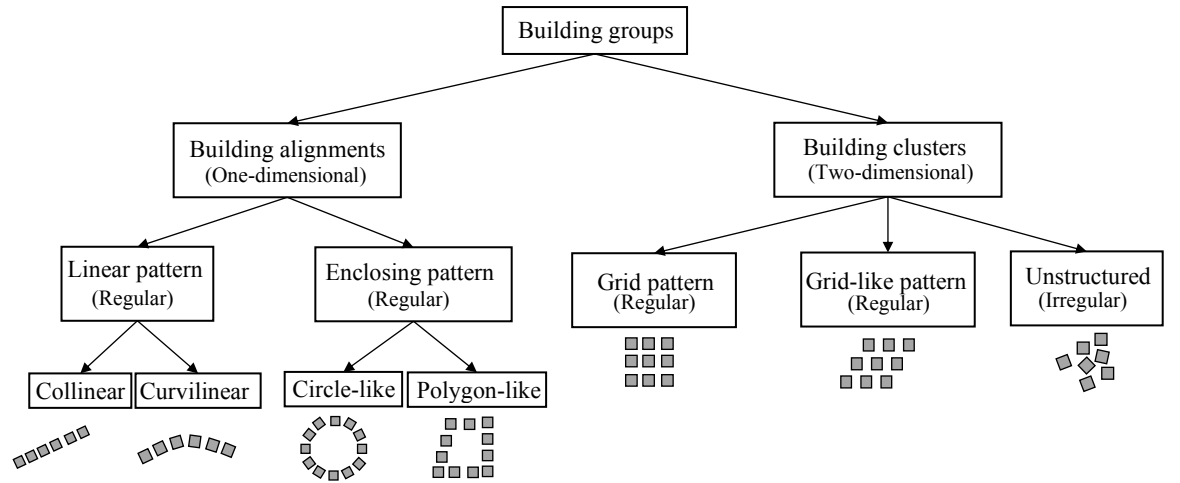 Building groups
Building alignments
(One-dimensional)
Building clusters
(Two-dimensional)
Linear pattern
(Regular)
Enclosing pattern
(Regular)
Grid pattern
(Regular)
Grid-like pattern
(Regular)
Unstructured
(Irregular)
Collinear
Curvilinear
Circle-like
Polygon-like